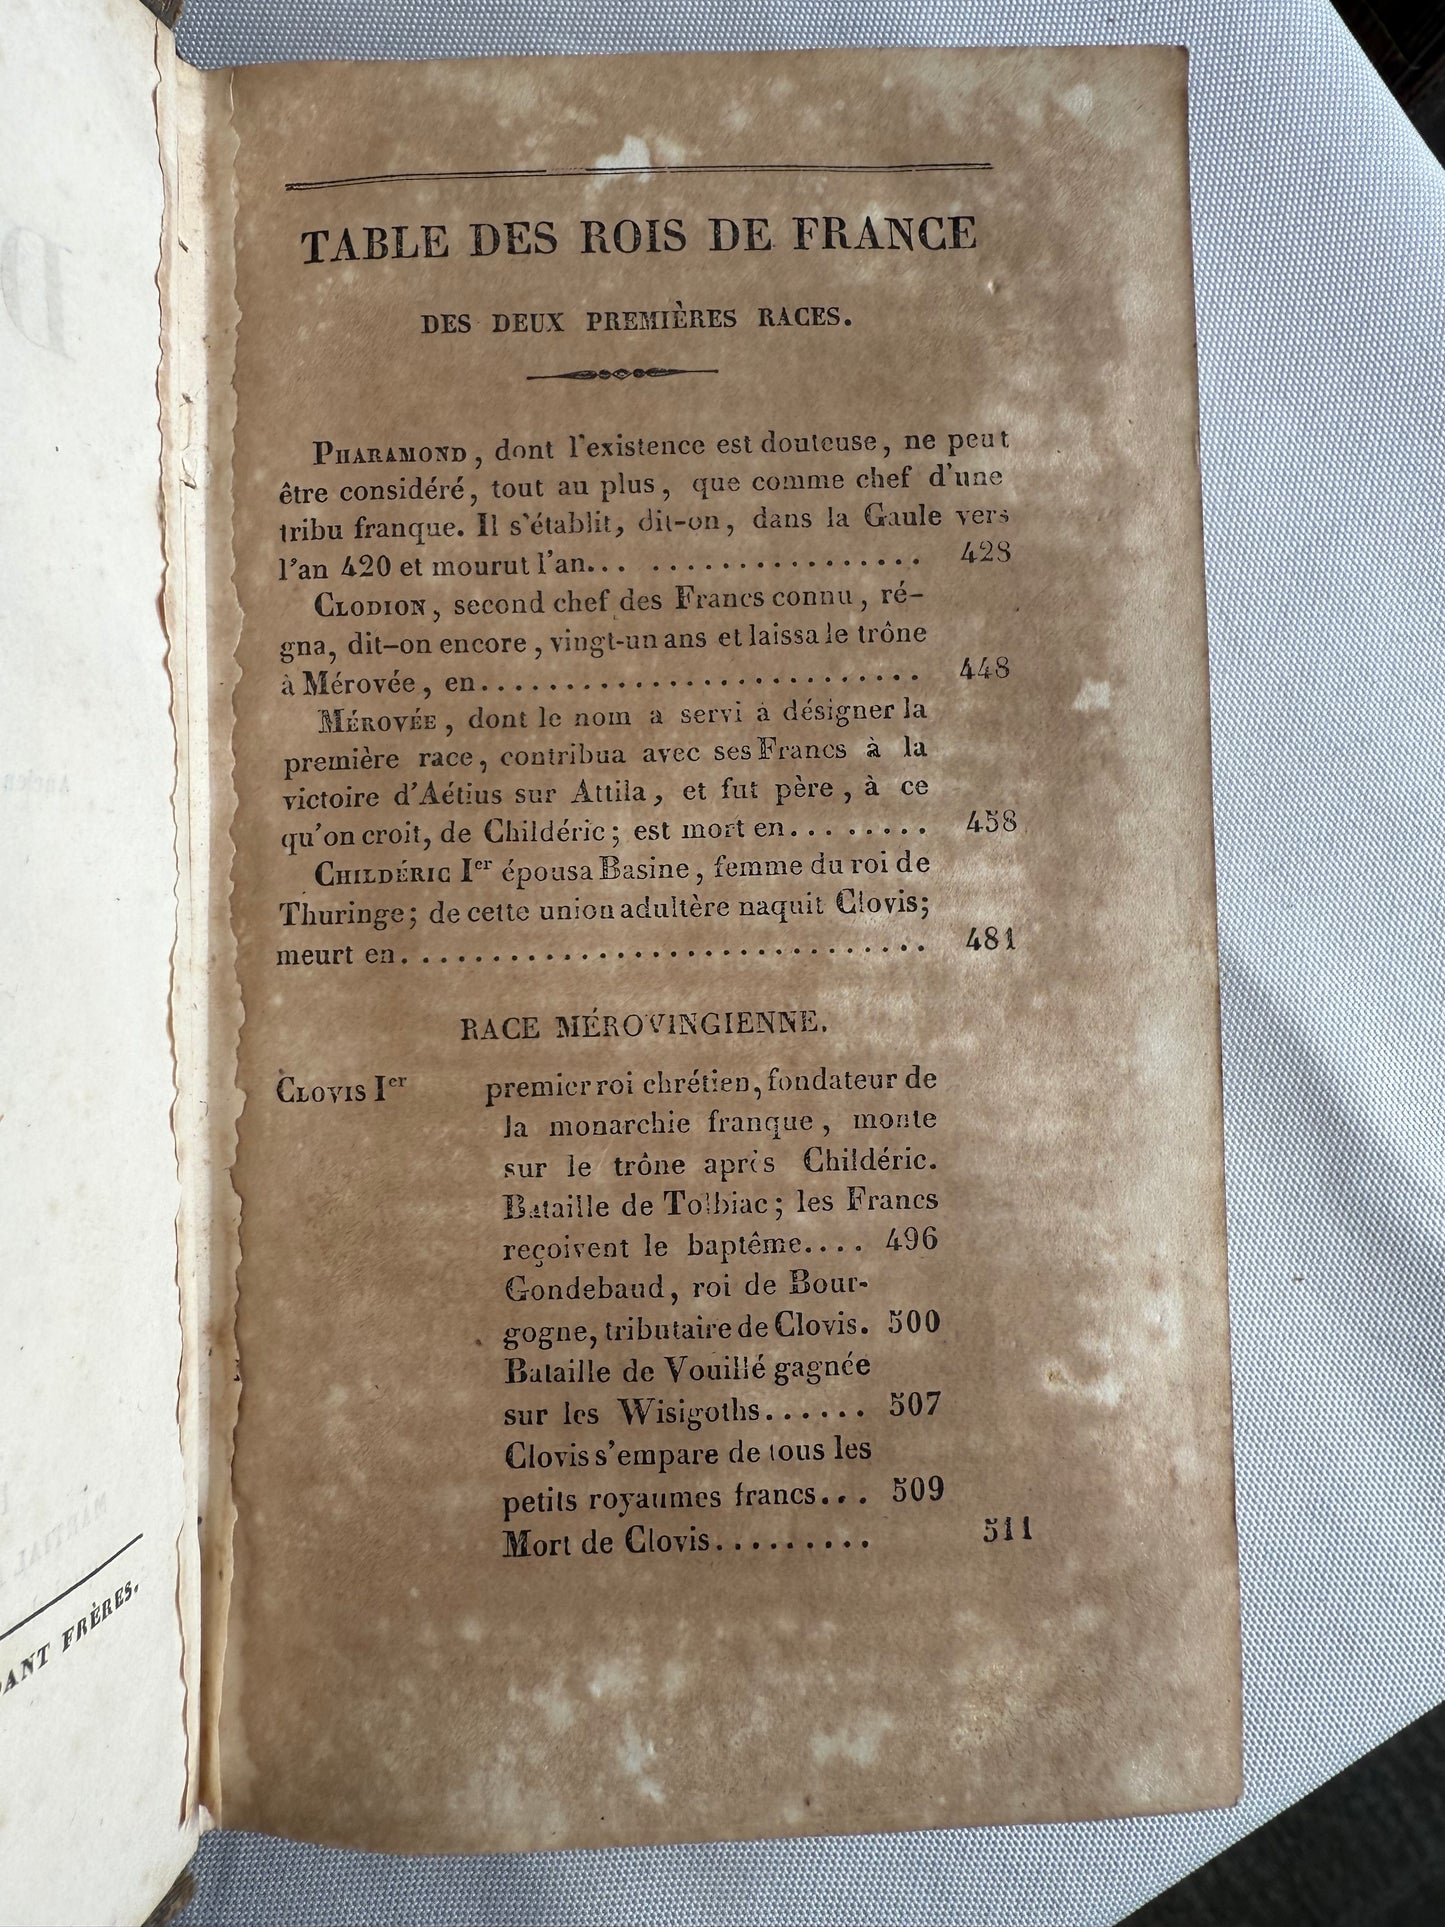 TABLE DES ROIS DE FRANCE
DES DEUX PREMIÈRES RACES.
PHARAMOND, dont l'existence est douteuse, ne peut
être considéré, tout au plus, que comme chef d'une
tribu franque. Il s'établit, dit-on, dans la Gaule vers
l'an 420 et mourut l'an... ................ 428
CLODION, second chef des Francs connu, ré-
gna, dit-on encore, vingt-un ans et laissa le trône
à Mérovée, en........................... 448
MÉROVÉE, dont le nom a servi à désigner la
première race, contribua avec ses Francs à la
victoire d'Aétius sur Attila, et fut père, à ce
qu'on croit, de Childéric; est mort en........ 458
CHILDÉRIC Ier épousa Basine, femme du roi de
Thuringe; de cette union adultère naquit Clovis;
meurt en................................ 481
RACE MÉROVINGIENNE.
CLOVIS Ier premier roi chrétien, fondateur de
la monarchie franque, monte
sur le trône après Childéric.
Bataille de Tolbiac; les Francs
reçoivent le baptême.... 496
Gondebaud, roi de Bour-
gogne, tributaire de Clovis. 500
Bataille de Vouillé gagnée
sur les Wisigoths...... 507
Clovis s'empare de tous les
petits royaumes francs... 509
Mort de Clovis......... 511
FRÈRES.